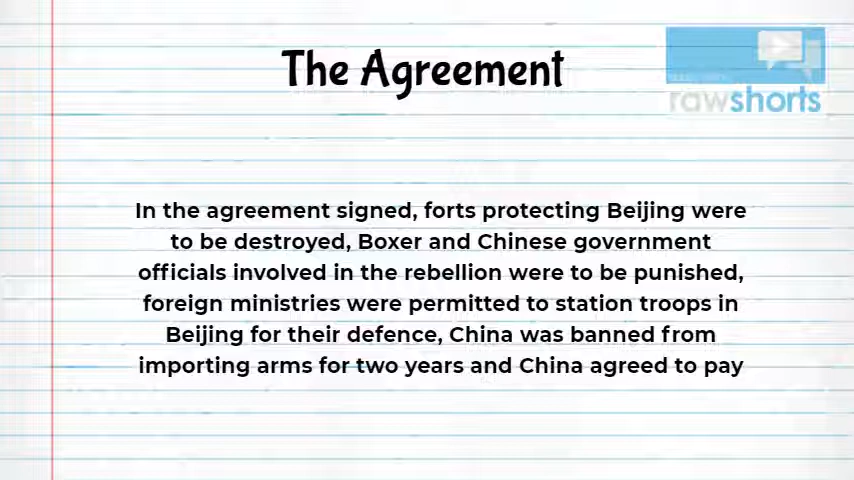 The Agreement
rawshorts
In the agreement signed, forts protecting Beijing were
to be destroyed, Boxer and Chinese government
officials involved in the rebellion were to be punished,
foreign ministries were permitted to station troops in
Beijing for their defence, China was banned from
importing arms for two years and China agreed to pay